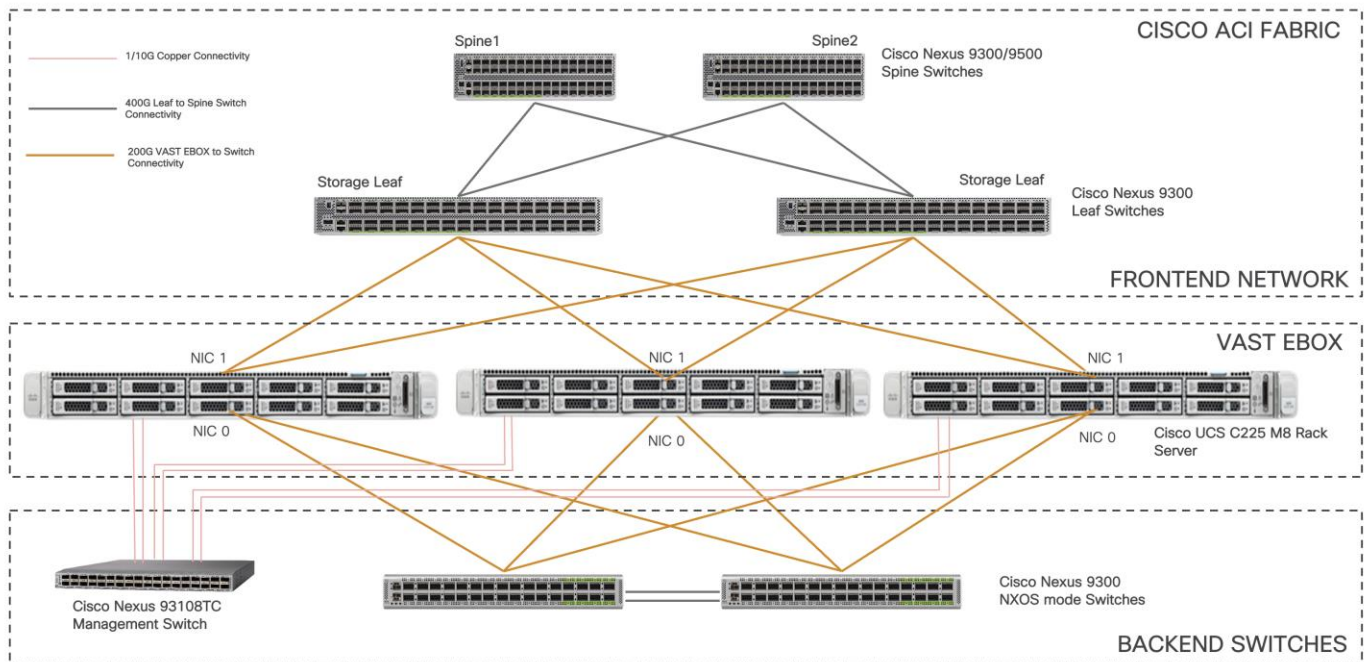 CISCO ACI FABRIC
Spine1
Spine2
Cisco Nexus 9300/9500
Spine Switches
1/10G Copper Connectivity
400G Leaf to Spine Switch
Connectivity
200G VAST EBOX to Switch
Connectivity
Storage Leaf
Storage Leaf
Cisco Nexus 9300
Leaf Switches
FRONTEND NETWORK
VAST EBOX
NIC 1
NIC 1
NIC 1
NIC 0
NIC 0
NIC 0
Cisco UCS C225 M8 Rack
Server
Cisco Nexus 93108TC
Management Switch
Cisco Nexus 9300
NXOS mode Switches
BACKEND SWITCHES